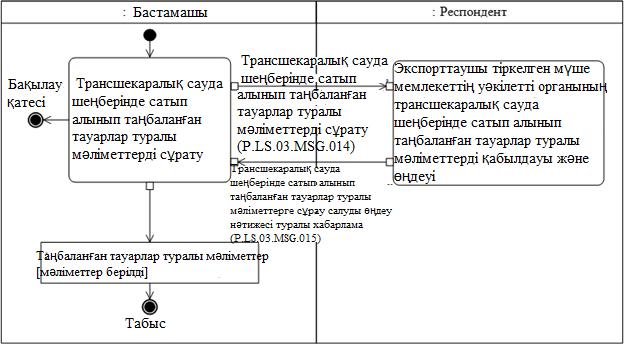 : Бастамашы
: Респондент
Бақылау
қатесі
Трансшекаралық сауда
шеңберінде сатып
алынып таңбаланған
тауарлар туралы
мәліметтерді сұрату
Трансшекаралық сауда
шеңберінде сатып
алынып таңбаланған
тауарлар туралы
мәліметтерді сұрату
(P.LS.03.MSG.014)
Экспорттаушы тіркелген мүше
мемлекеттің уәкілетті органының
трансшекаралық сауда
шеңберінде сатып алынып
таңбаланған тауарлар туралы
мәліметтерді қабылдауы және
өңдеуі
Трансшекаралық сауда
шеңберінде сатып алынып
таңбаланған тауарлар туралы
мәліметтерге сұрау салуды өңдеу
нәтижесі туралы хабарлама
(P.LS.03.MSG.015)
Таңбаланған тауарлар туралы мәліметтер
[мәліметтер берілді]
Табыс